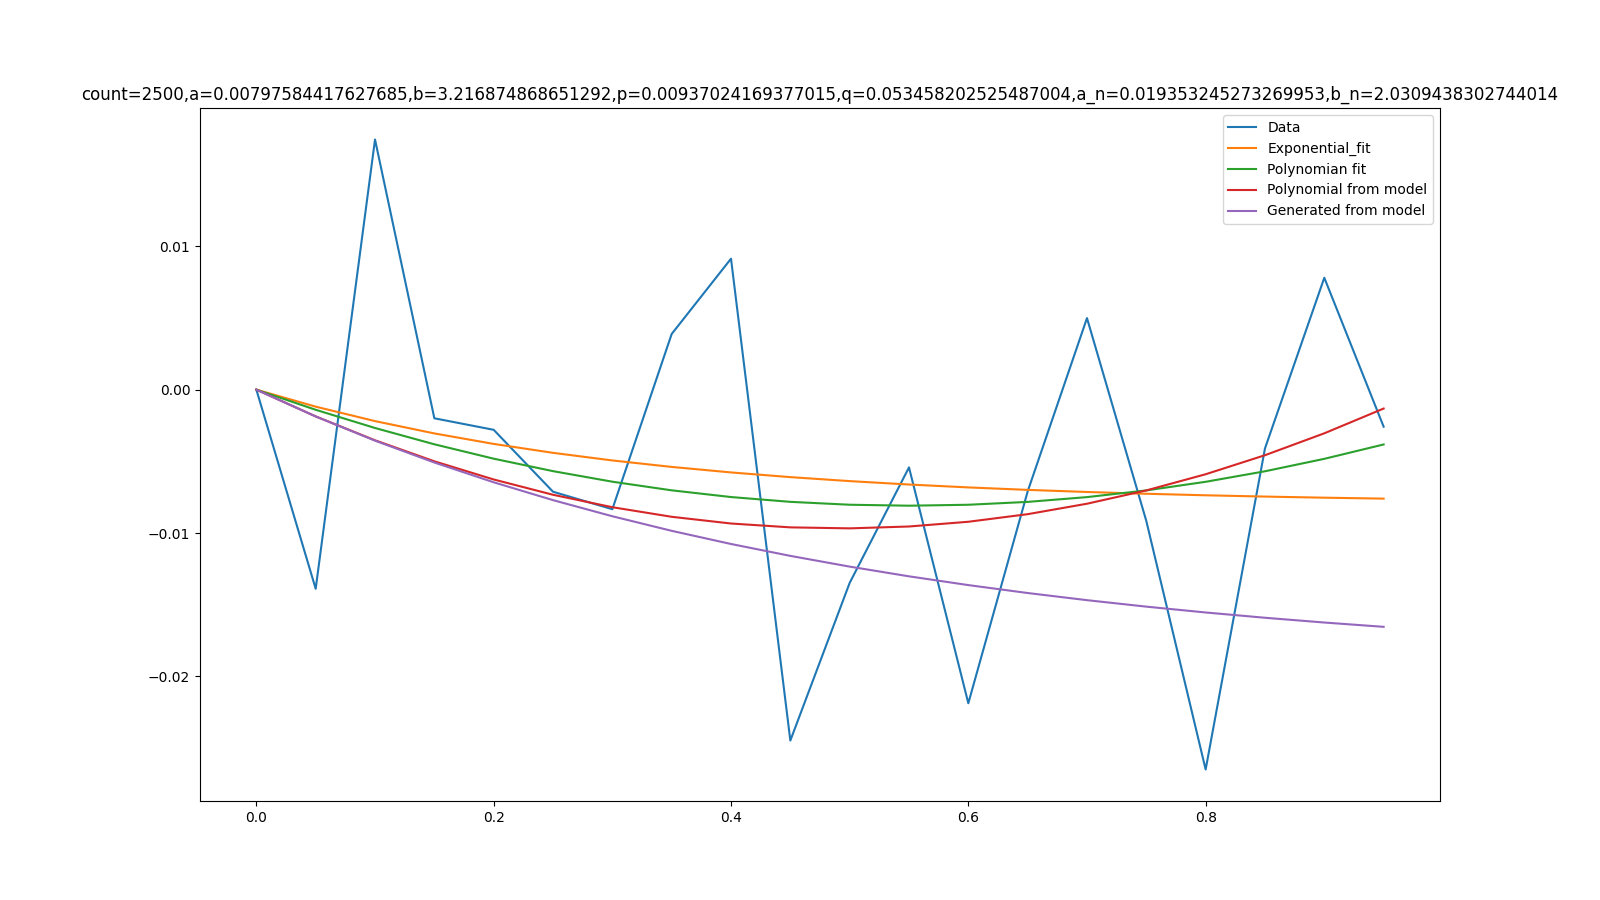 count=2500,a=0.00797584417627685,b=3.216874868651292,p=0.00937024169377015,q=0.053458202525487004,a_n=0.019353245273269953,b_n=2.0309438302744014
Data
Exponential_fit
Polynomian fit
Polynomial from model
Generated from model
0.01
0.00
−0.01
−0.02
0.0 0.2 0.4 0.6 0.8